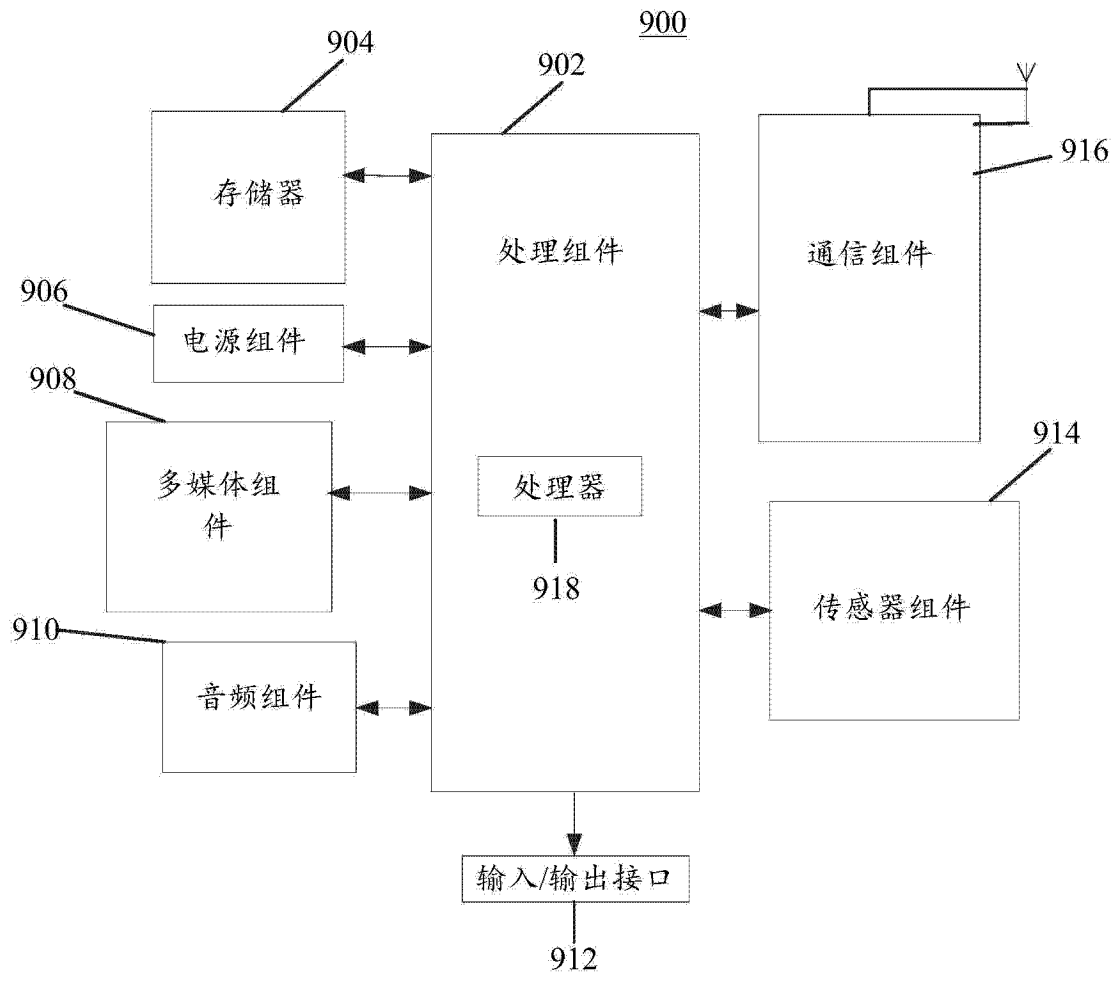 900
904
902
916
存储器
处理组件
通信组件
906
电源组件
908
914
多媒体组
件
处理器
918
传感器组件
910
音频组件
输入/输出接口
912